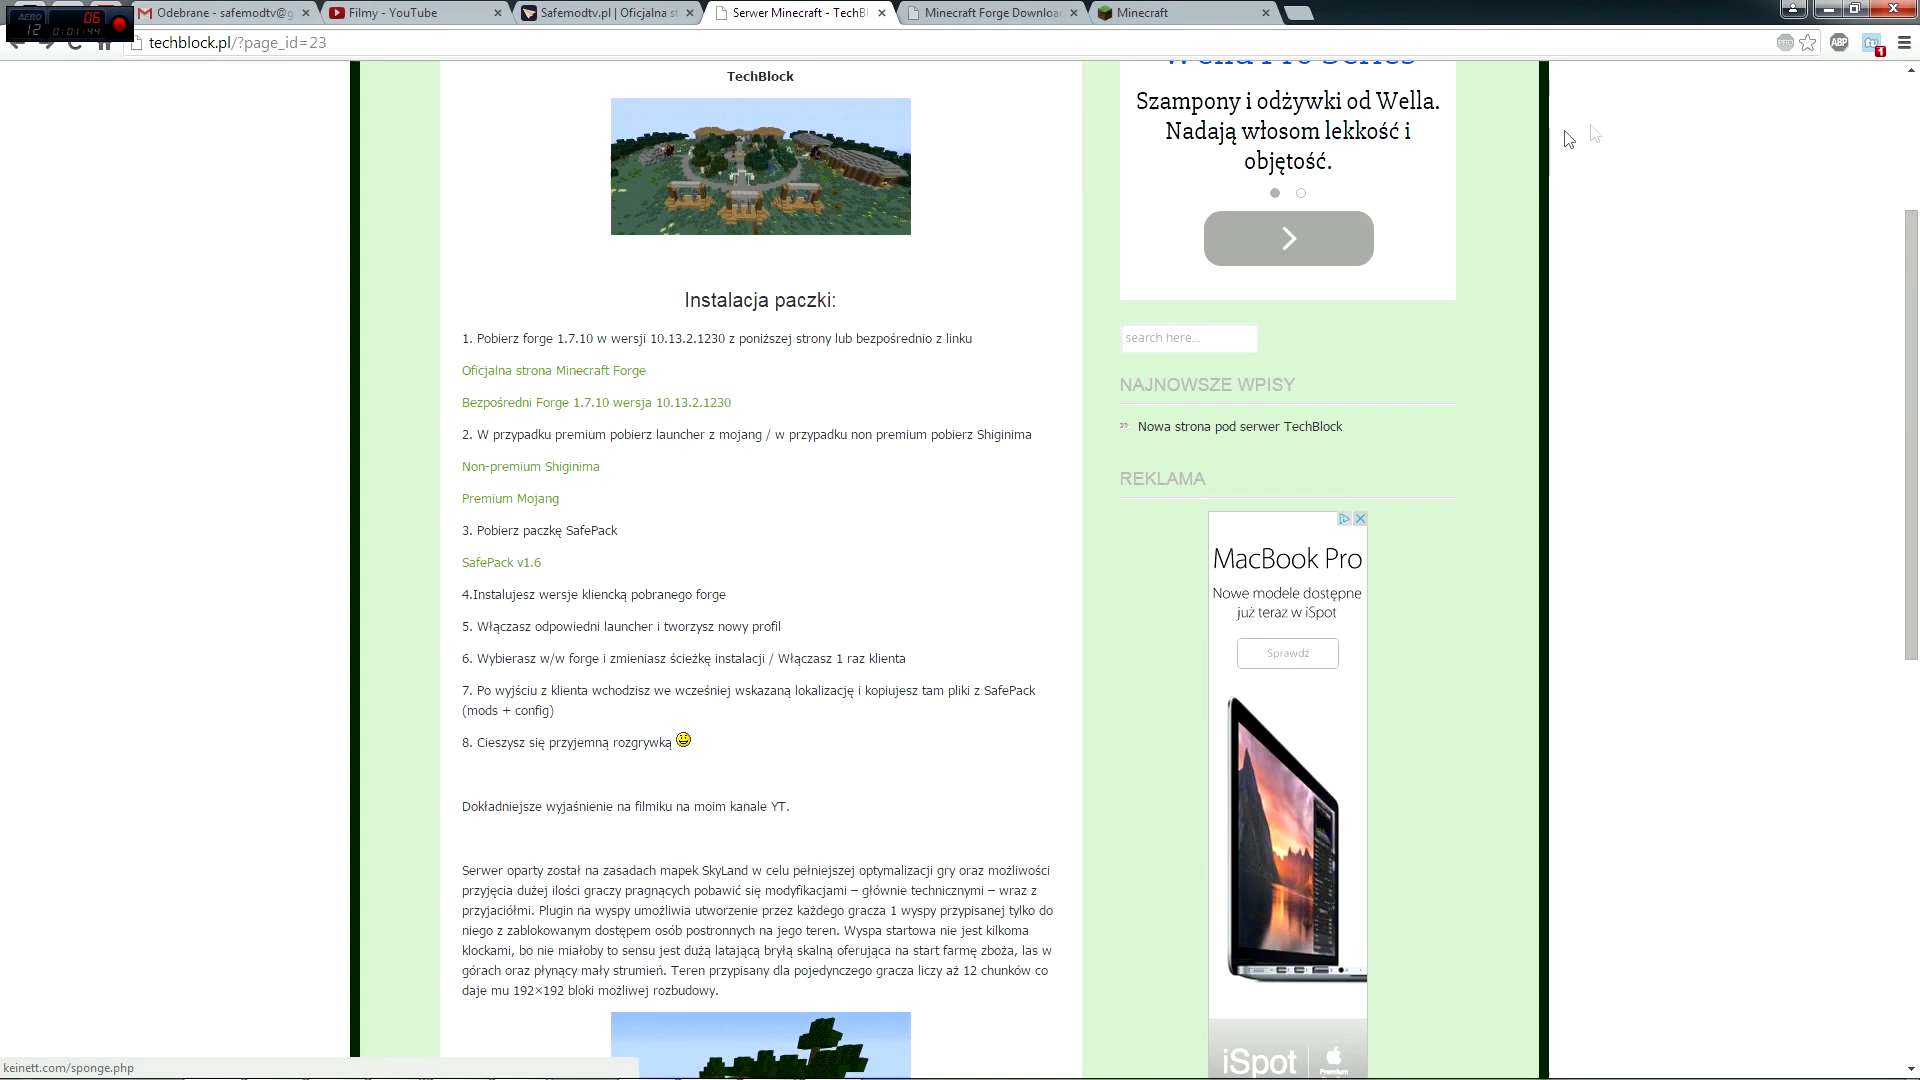 AERO
12
06
0:01:44
Odebrane - safemodtv@g
Filmy - YouTube
Safemodtv.pl | Oficjalna st
Serwer Minecraft - TechBl
Minecraft Forge Downloa
Minecraft
techblock.pl/?page_id=23
PRO
ABP
1
TechBlock
Instalacja paczki:
1. Pobierz forge 1.7.10 w wersji 10.13.2.1230 z poniższej strony lub bezpośrednio z linku
Oficjalna strona Minecraft Forge
Bezpośredni Forge 1.7.10 wersja 10.13.2.1230
2. W przypadku premium pobierz launcher z mojang / w przypadku non premium pobierz Shiginima
Non-premium Shiginima
Premium Mojang
3. Pobierz paczkę SafePack
SafePack v1.6
4.Instalujesz wersje kliencką pobranego forge
5. Włączasz odpowiedni launcher i tworzysz nowy profil
6. Wybierasz w/w forge i zmieniasz ścieżkę instalacji / Włączasz 1 raz klienta
7. Po wyjściu z klienta wchodzisz we wcześniej wskazaną lokalizację i kopiujesz tam pliki z SafePack
(mods + config)
8. Cieszysz się przyjemną rozgrywką
Dokładniejsze wyjaśnienie na filmiku na moim kanale YT.
Serwer oparty został na zasadach mapek SkyLand w celu pełniejszej optymalizacji gry oraz możliwości
przyjęcia dużej ilości graczy pragnących pobawić się modyfikacjami – głównie technicznymi – wraz z
przyjaciółmi. Plugin na wyspy umożliwia utworzenie przez każdego gracza 1 wyspy przypisanej tylko do
niego z zablokowanym dostępem osób postronnych na jego teren. Wyspa startowa nie jest kilkoma
klockami, bo nie miałoby to sensu jest dużą latającą bryłą skalną oferująca na start farmę zboża, las w
górach oraz płynący mały strumień. Teren przypisany dla pojedynczego gracza liczy aż 12 chunków co
daje mu 192×192 bloki możliwej rozbudowy.
Wella Pro Series
Szampony i odżywki od Wella.
Nadają włosom lekkość i
objętość.
search here...
NAJNOWSZE WPISY
Nowa strona pod serwer TechBlock
REKLAMA
MacBook Pro
Nowe modele dostępne
już teraz w iSpot
Sprawdź
iSpot
Premium
keinett.com/sponge.php